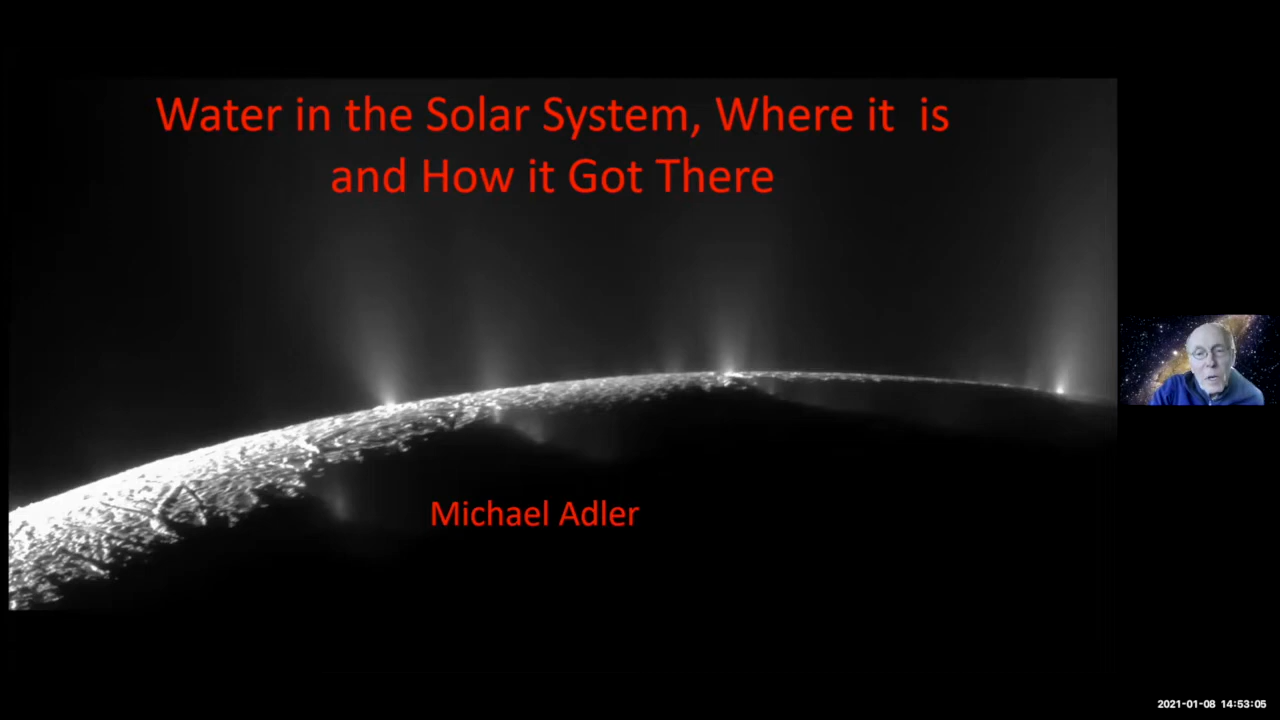 Water in the Solar System, Where it  is
and How it Got There
Michael Adler
2021-01-08 14:53:05